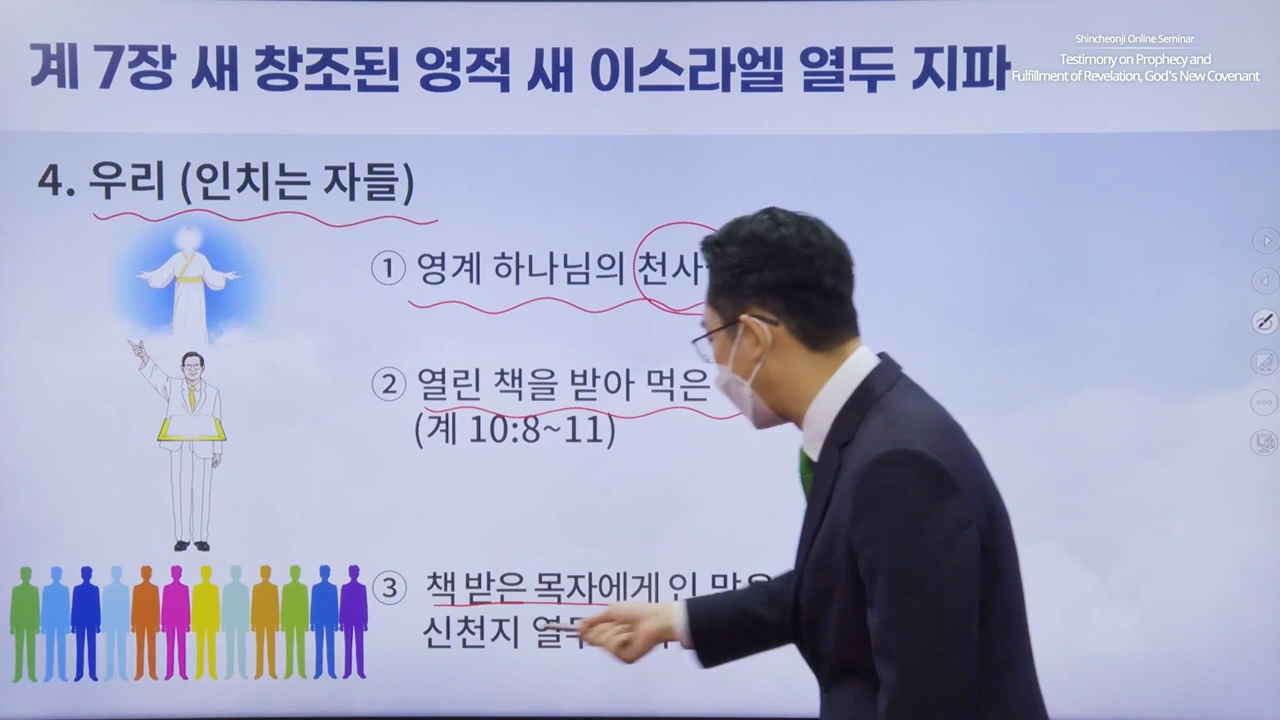 계 7장 새 창조된 영적 새 이스라엘 열두 지파
Shincheonji Online Seminar
Testimony on Prophecy and
Fulfillment of Revelation, God's New Covenant
4. 우리 (인치는 자들)
① 영계 하나님의 천사
② 열린 책을 받아 먹은
(계 10:8~11)
③ 책 받은 목자에게 인 맞은
신천지